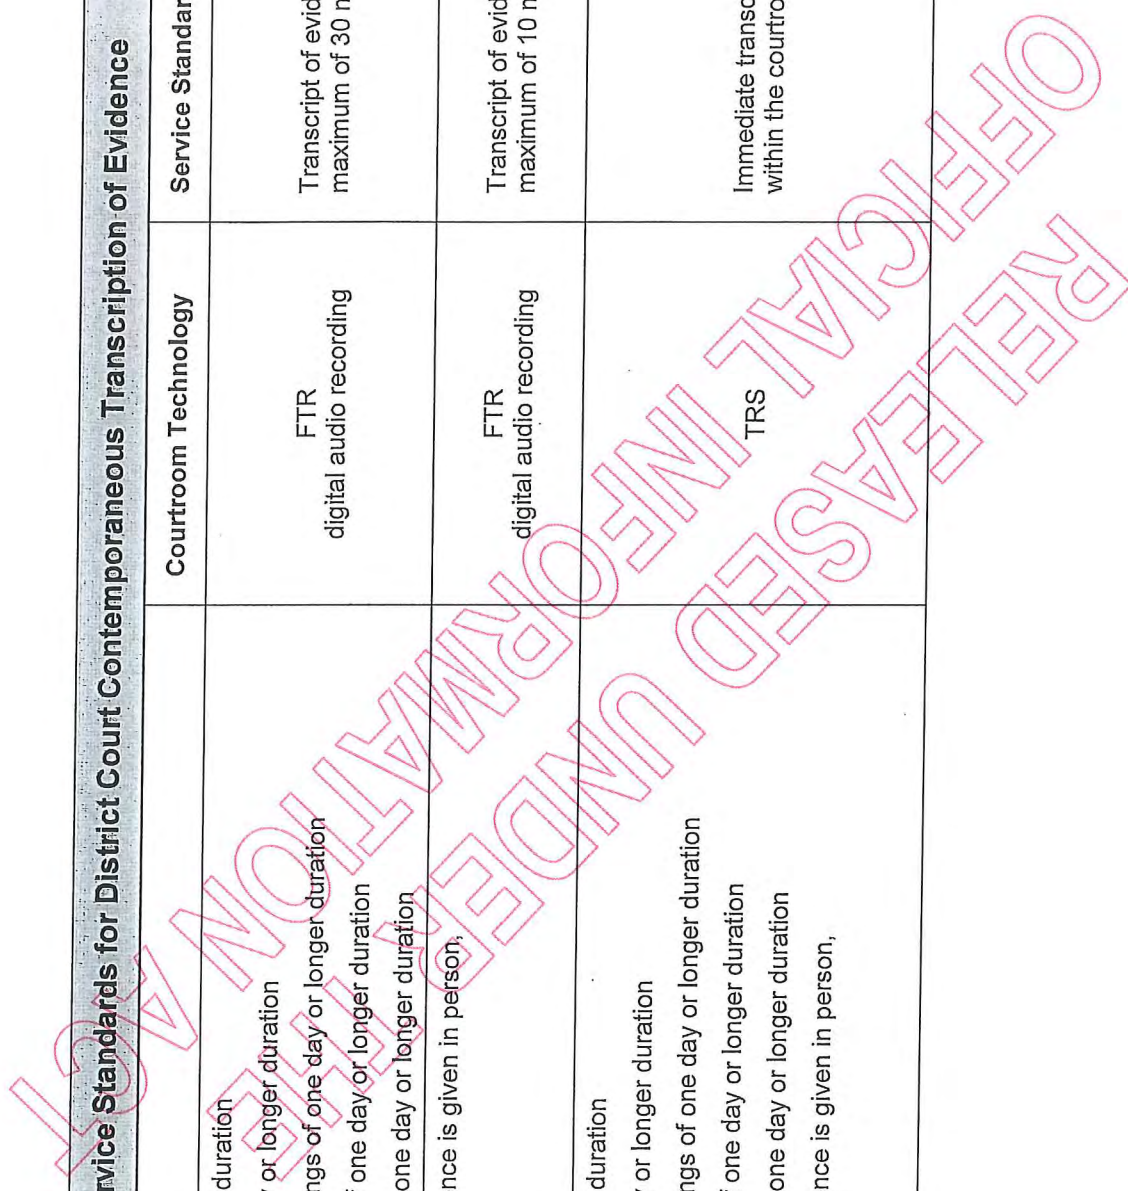 rvice Standards for District Court Contemporaneous Transcription of Evidence
Courtroom Technology
Service Standar
duration
or longer duration
ngs of one day or longer duration
one day or longer duration
one day or longer duration
FTR
digital audio recording
Transcript of evid
maximum of 30 m
nce is given in person,
FTR
digital audio recording
Transcript of evid
maximum of 10 m
duration
or longer duration
ngs of one day or longer duration
one day or longer duration
one day or longer duration
nce is given in person,
TRS
Immediate transc
within the courtro
RELEASED UNDER THE
OFFICIAL INFORMATION ACT